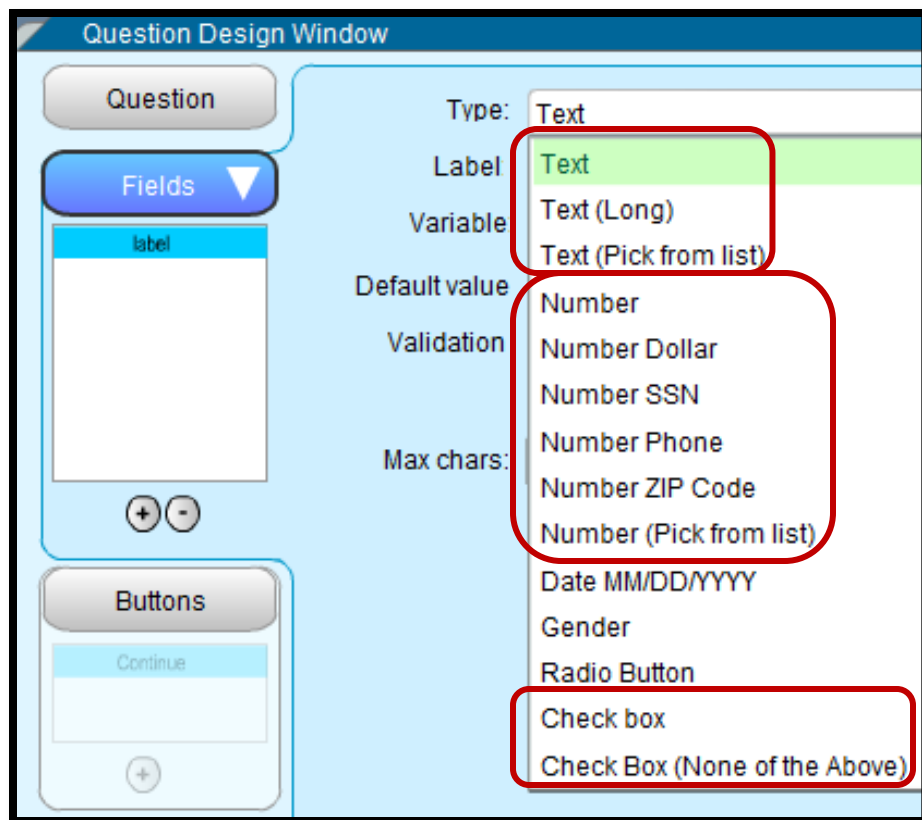 Question Design Window
Question
Fields
label
+ -
Buttons
Continue
+
Type: Text
Label
Variable
Default value
Validation
Max chars:
Text
Text (Long)
Text (Pick from list)
Number
Number Dollar
Number SSN
Number Phone
Number ZIP Code
Number (Pick from list)
Date MM/DD/YYYY
Gender
Radio Button
Check box
Check Box (None of the Above)